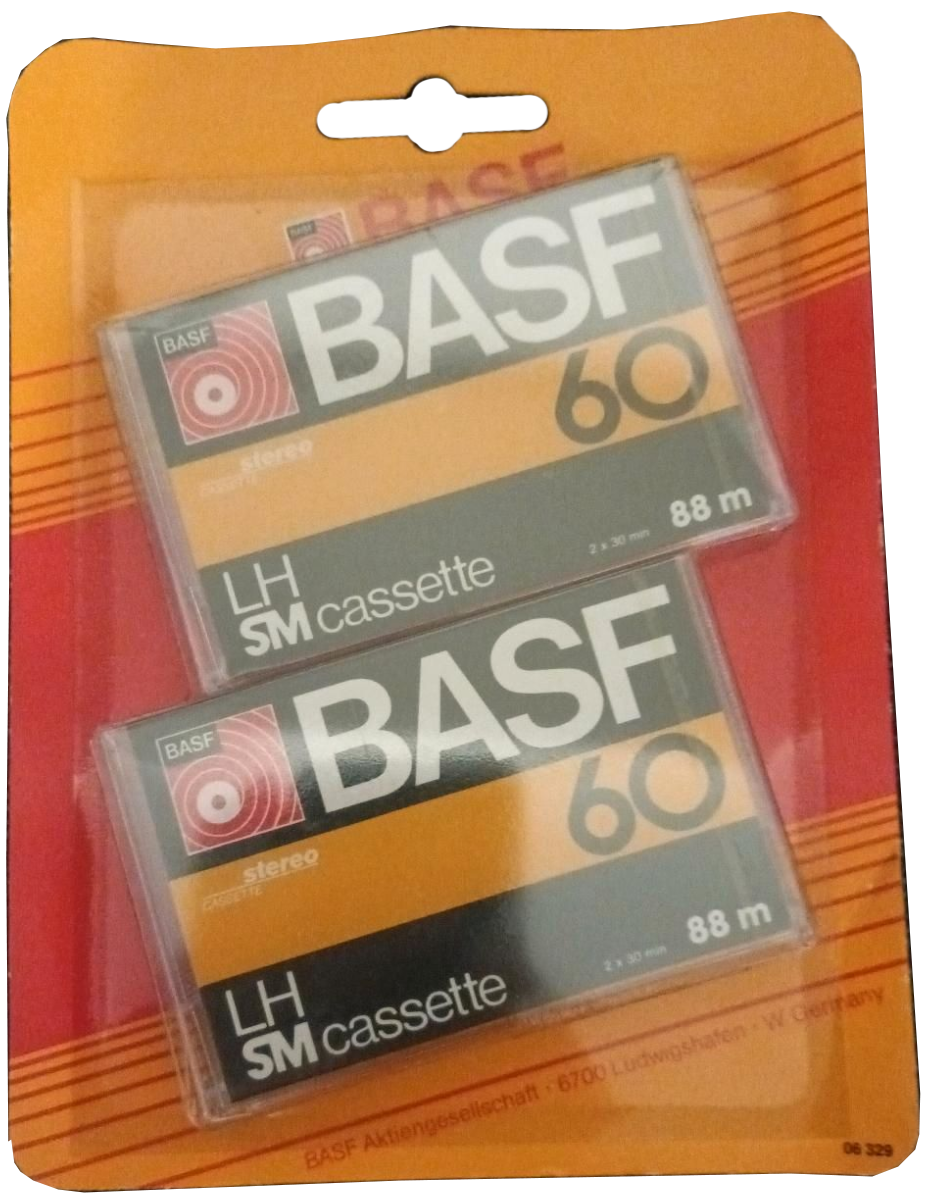 BASF
BASF
BASF
BASF
60
stereo
CASSETTE
88 m
2 x 30 min
LH
SM cassette
BASF
BASF
60
stereo
CASSETTE
88 m
2 x 30 min
LH
SM cassette
BASF Aktiengesellschaft · 6700 Ludwigshafen · W Germany
06 329